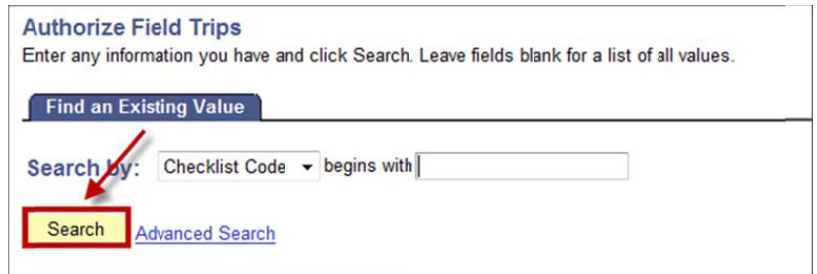 Authorize Field Trips
Enter any information you have and click Search. Leave fields blank for a list of all values.
Find an Existing Value
Search by: Checklist Code begins with
Search Advanced Search